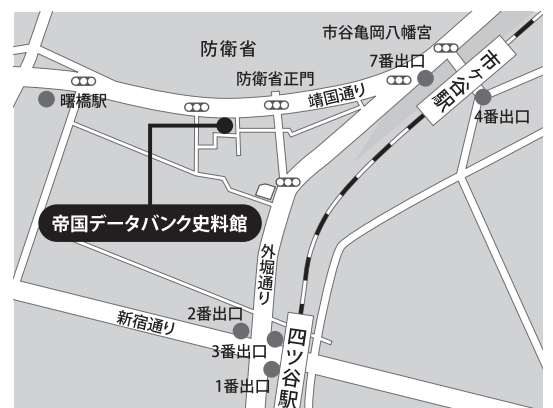 市谷亀岡八幡宮
防衛省
7番出口
市ヶ谷駅
防衛省正門
靖国通り
曙橋駅
4番出口
帝国データバンク史料館
外堀通り
2番出口
新宿通り
3番出口
四ツ谷駅
1番出口